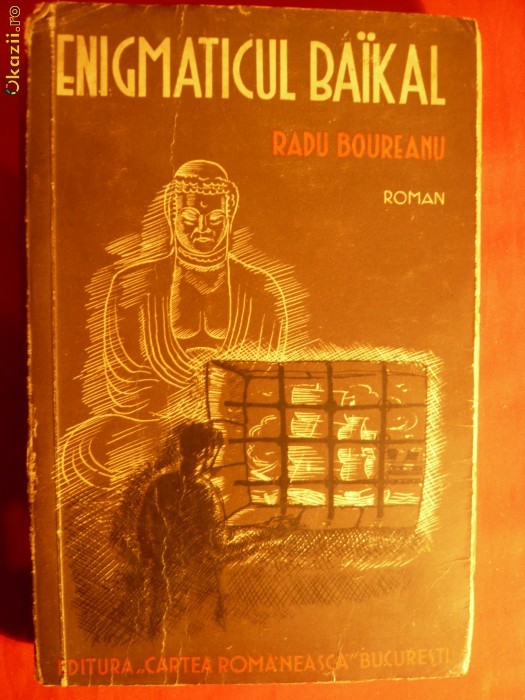 Okazii.ro
ENIGMATICUL BAÏKAL
RADU BOUREANU
ROMAN
EDITURA „CARTEA ROMÂNEASCĂ” BUCUREȘTI